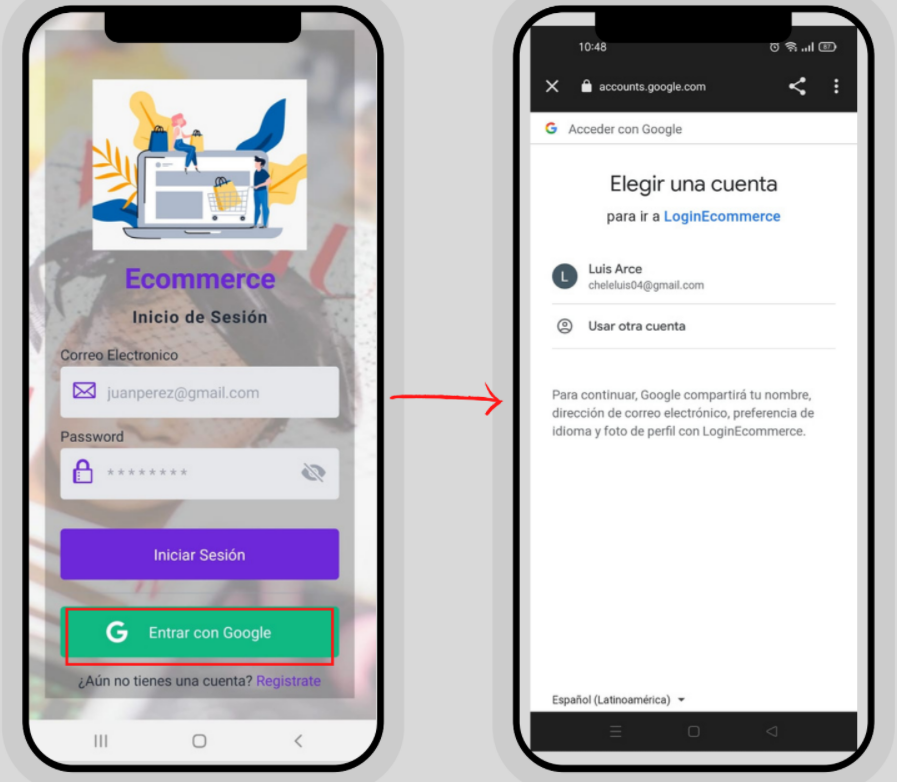 Ecommerce
Inicio de Sesión
Correo Electronico
juanperez@gmail.com
Password
********
Iniciar Sesión
G Entrar con Google
¿Aún no tienes una cuenta? Registrate
10:48
87
accounts.google.com
G Acceder con Google
Elegir una cuenta
para ir a LoginEcommerce
L
Luis Arce
cheleluis04@gmail.com
Usar otra cuenta
Para continuar, Google compartirá tu nombre,
dirección de correo electrónico, preferencia de
idioma y foto de perfil con LoginEcommerce.
Español (Latinoamérica)